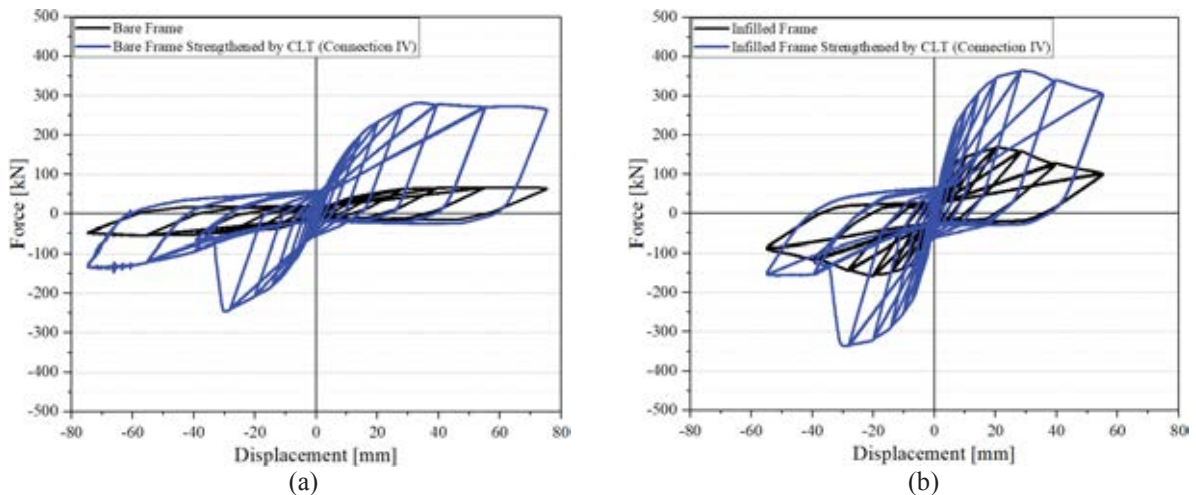 Bare Frame
Bare Frame Strengthened by CLT (Connection IV)
500
400
300
200
100
0
-100
-200
-300
-400
-500
Force [kN]
-80 -60 -40 -20 0 20 40 60 80
Displacement [mm]
(a)
Infilled Frame
Infilled Frame Strengthened by CLT (Connection IV)
500
400
300
200
100
0
-100
-200
-300
-400
-500
Force [kN]
-80 -60 -40 -20 0 20 40 60 80
Displacement [mm]
(b)